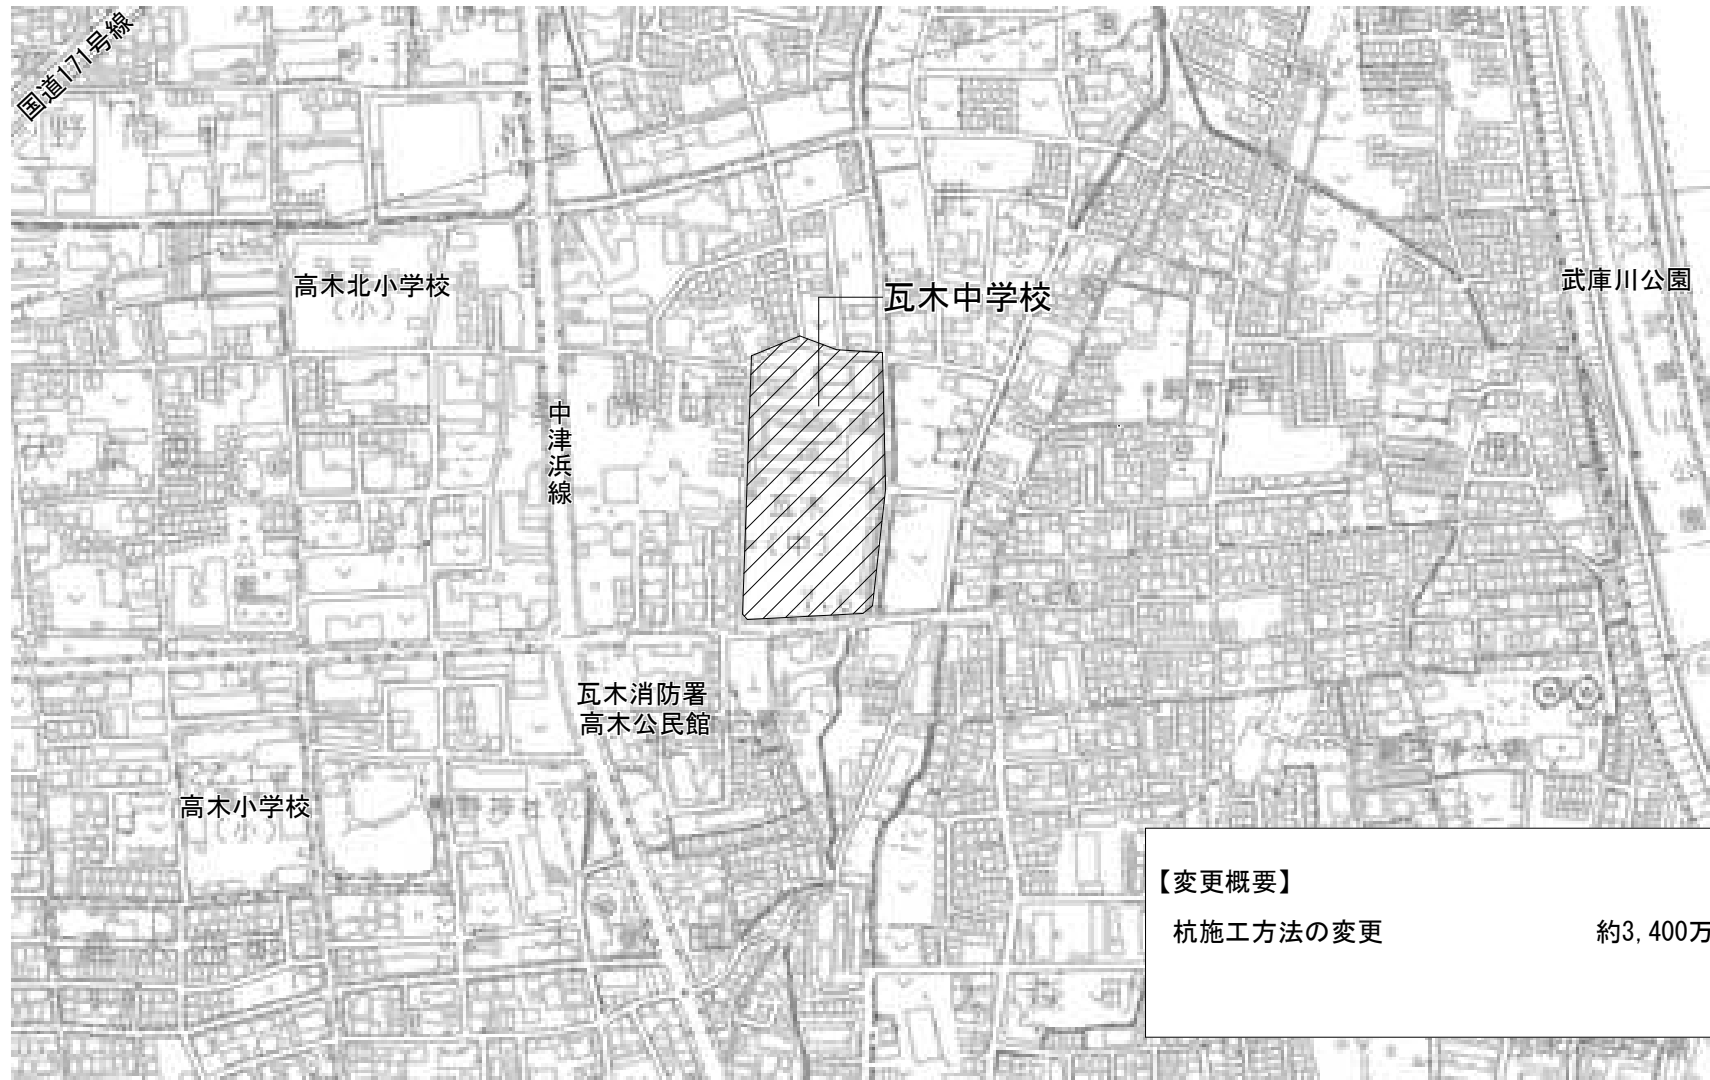 国道171号線
高木北小学校
(小)
瓦木中学校
武庫川公園
中津浜線
(中)
瓦木消防署
高木公民館
高木小学校
(小)
【変更概要】
杭施工方法の変更 約3,400万